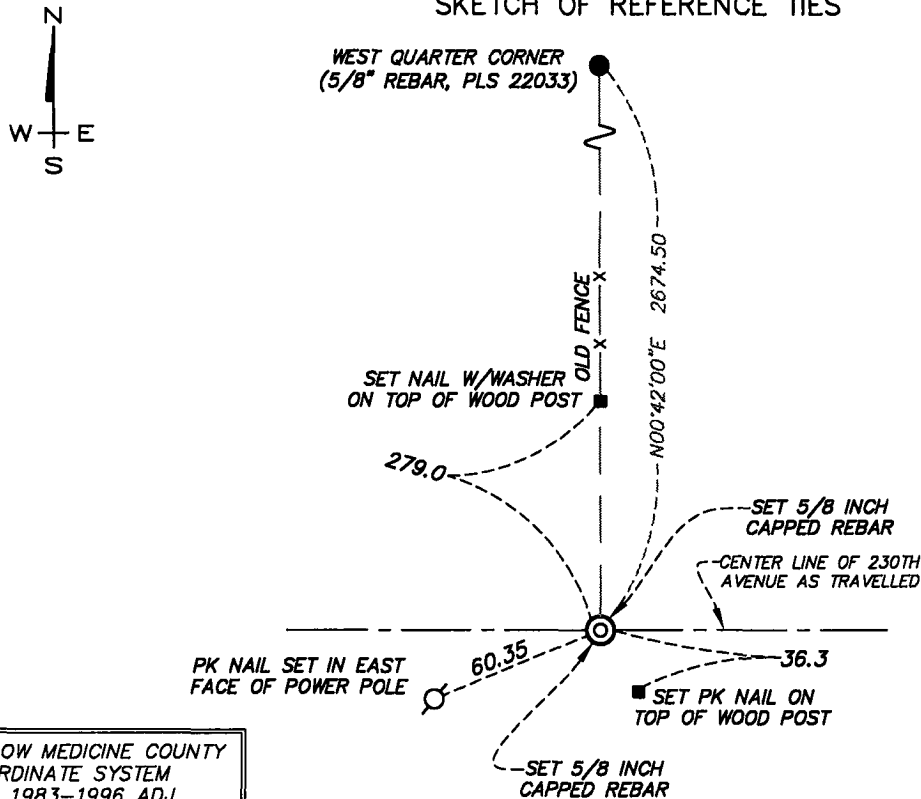 SKETCH OF REFERENCE TIES
N
W E
S
WEST QUARTER CORNER
(5/8" REBAR, PLS 22033)
OLD FENCE
N00°42'00"E 2674.50
SET NAIL W/WASHER
ON TOP OF WOOD POST
279.0
SET 5/8 INCH
CAPPED REBAR
CENTER LINE OF 230TH
AVENUE AS TRAVELLED
PK NAIL SET IN EAST
FACE OF POWER POLE
60.35
36.3
SET PK NAIL ON
TOP OF WOOD POST
SET 5/8 INCH
CAPPED REBAR
OW MEDICINE COUNTY
RDINATE SYSTEM
1983-1996 ADJ